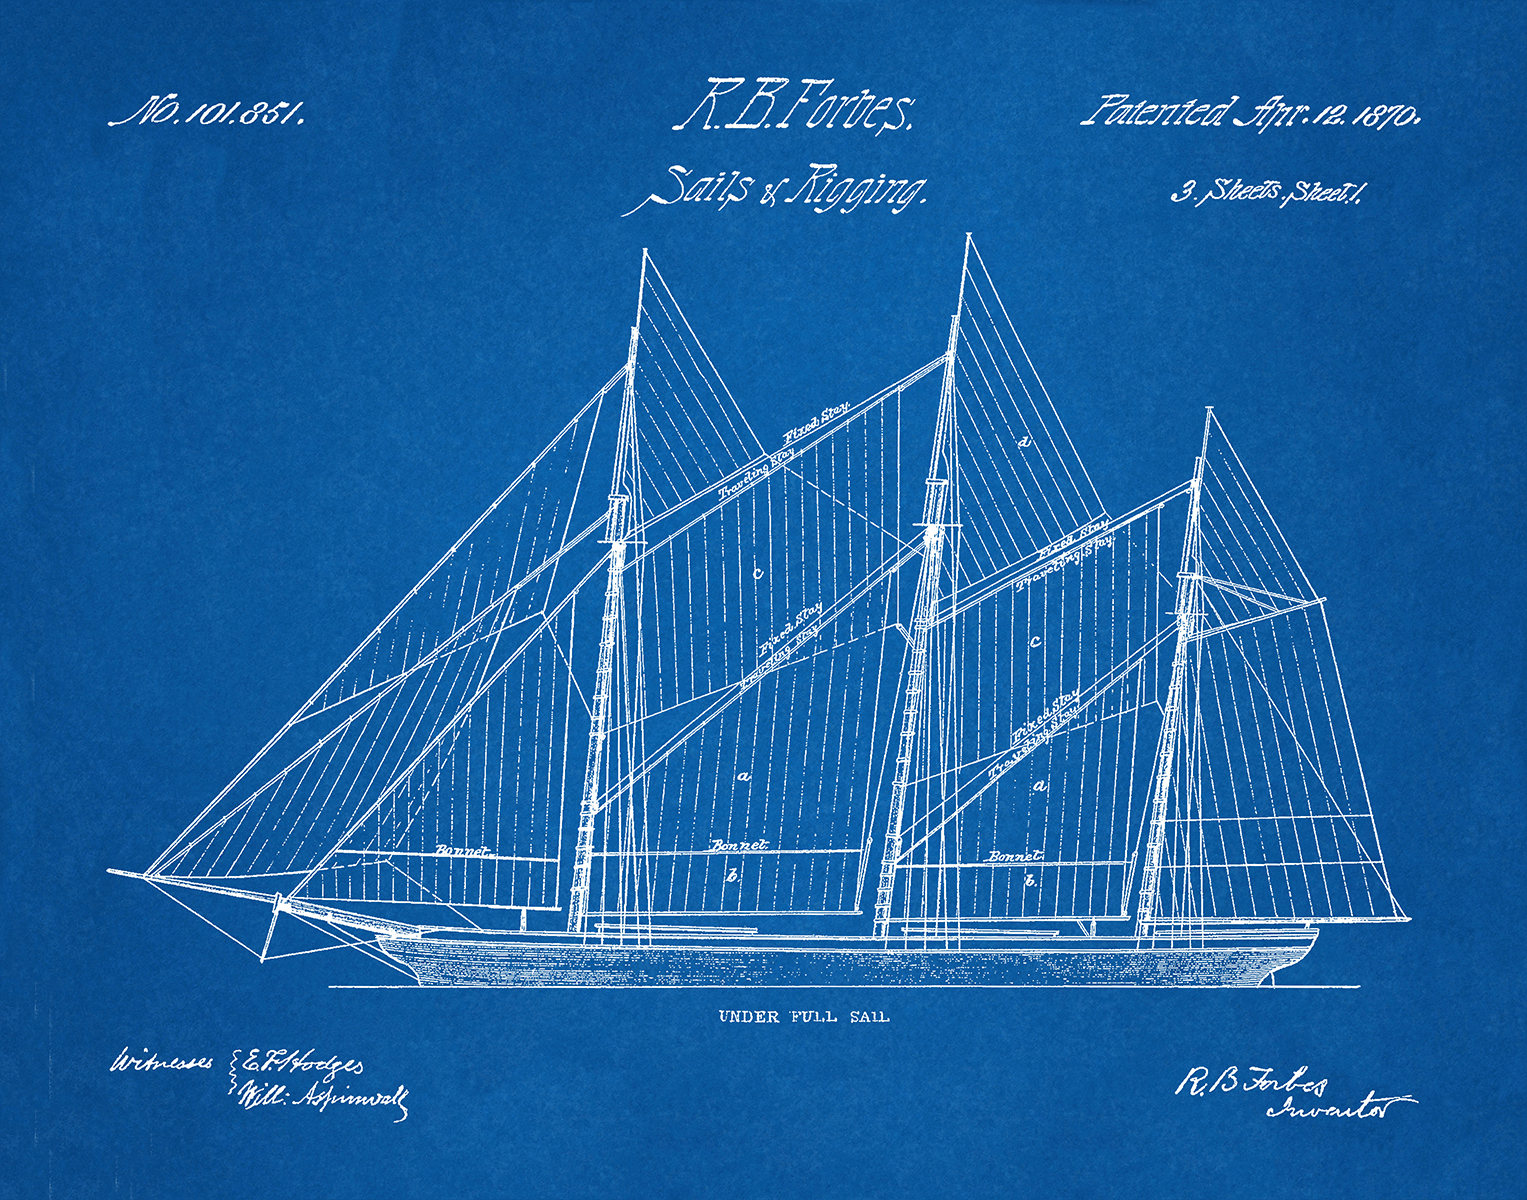 No. 101.851.
R. B. Forbes.
Patented Apr. 12. 1870.
Sails & Rigging.
3. Sheets. Sheet. 1.
Fixed Stay.
Traveling Stay
d
Fixed Stay
Traveling Stay.
c
Fixed Stay
Traveling Stay
c
Fixed Stay
Traveling Stay
a
a
Bonnet.
Bonnet.
Bonnet.
b.
b.
UNDER FULL SAIL
Witnesses { E. F. Hodges
Will: Aspinwall
R. B Forbes
Inventor